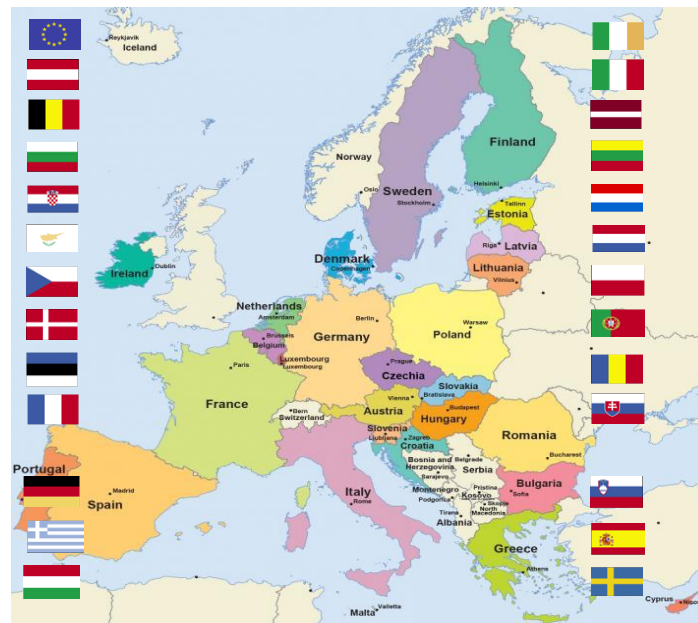 Reykjavik
Iceland
Norway
Finland
Oslo
Sweden
Helsinki
Stockholm
Tallinn
Estonia
Riga
Latvia
Denmark
Copenhagen
Lithuania
Vilnius
Ireland
Dublin
Netherlands
Amsterdam
Berlin
Warsaw
Germany
Poland
Brussels
Belgium
Luxembourg
Luxembourg
Paris
Prague
Czechia
Slovakia
Bratislava
Vienna
France
Bern
Switzerland
Austria
Budapest
Hungary
Slovenia
Ljubljana
Zagreb
Croatia
Romania
Bucharest
Bosnia and
Herzegovina
Sarajevo
Belgrade
Serbia
Portugal
Madrid
Spain
Italy
Rome
Montenegro
Podgorica
Pristina
Kosovo
Sofia
Bulgaria
Skopje
North
Macedonia
Tirana
Albania
Greece
Athens
Malta
Valletta
Cyprus